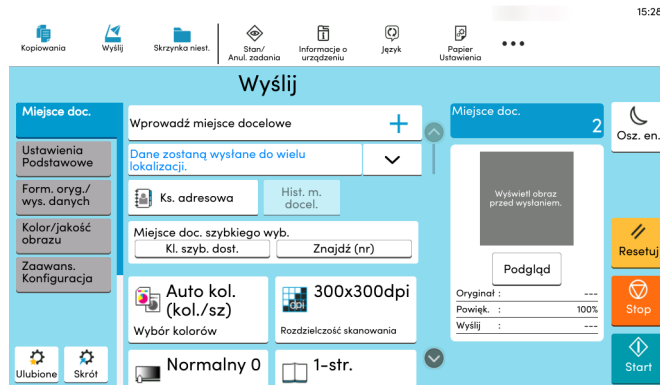 15:28
Kopiowania
Wyślij
Skrzynka niest.
Stan/
Anul. zadania
Informacje o
urządzeniu
Język
Papier
Ustawienia
Wyślij
Miejsce doc.
Ustawienia
Podstawowe
Form. oryg./
wys. danych
Kolor/jakość
obrazu
Zaawans.
Konfiguracja
Ulubione
Skrót
Wprowadź miejsce docelowe
Dane zostaną wysłane do wielu
lokalizacji.
Ks. adresowa
Hist. m.
docel.
Miejsce doc. szybkiego wyb.
Kl. szyb. dost.
Znajdź (nr)
Auto kol.
(kol./sz)
Wybór kolorów
dpi
300x300dpi
Rozdzielczość skanowania
Normalny 0
1-str.
Miejsce doc.
2
Wyświetl obraz
przed wysłaniem.
Podgląd
Oryginał : ---
Powięk. : 100%
Wyślij : ---
Osz. en.
Resetuj
Stop
Start